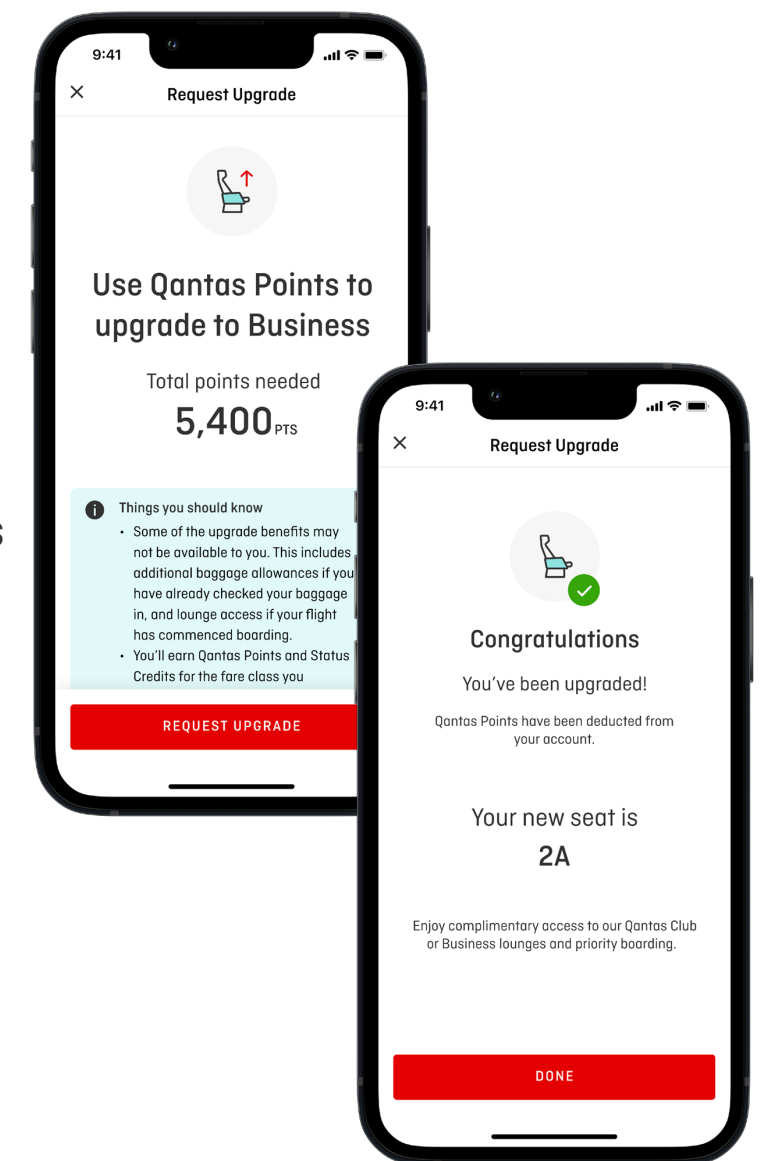 9:41
Request Upgrade
Use Qantas Points to
upgrade to Business
Total points needed
5,400 PTS
Things you should know
• Some of the upgrade benefits may
not be available to you. This includes
additional baggage allowances if you
have already checked your baggage
in, and lounge access if your flight
has commenced boarding.
• You'll earn Qantas Points and Status
Credits for the fare class you
REQUEST UPGRADE
s
9:41
Request Upgrade
Congratulations
You've been upgraded!
Qantas Points have been deducted from
your account.
Your new seat is
2A
Enjoy complimentary access to our Qantas Club
or Business lounges and priority boarding.
DONE